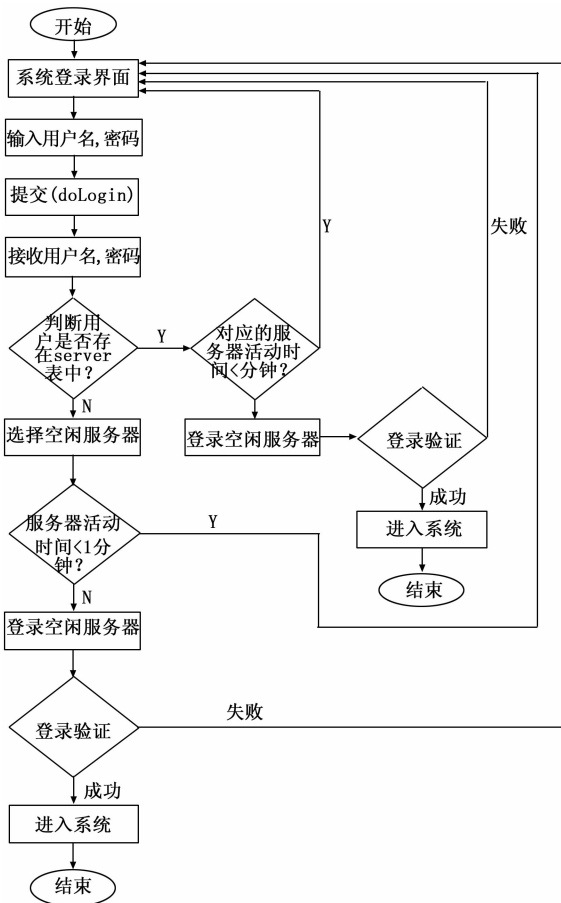 开始
系统登录界面
输入用户名,密码
提交(doLogin)
接收用户名,密码
判断用
户是否存
在server
表中?
Y
对应的服
务器活动时
间<分钟?
Y
失败
N
选择空闲服务器
登录空闲服务器
登录验证
成功
进入系统
结束
服务器活动
时间<1分
钟?
Y
N
登录空闲服务器
登录验证
失败
成功
进入系统
结束